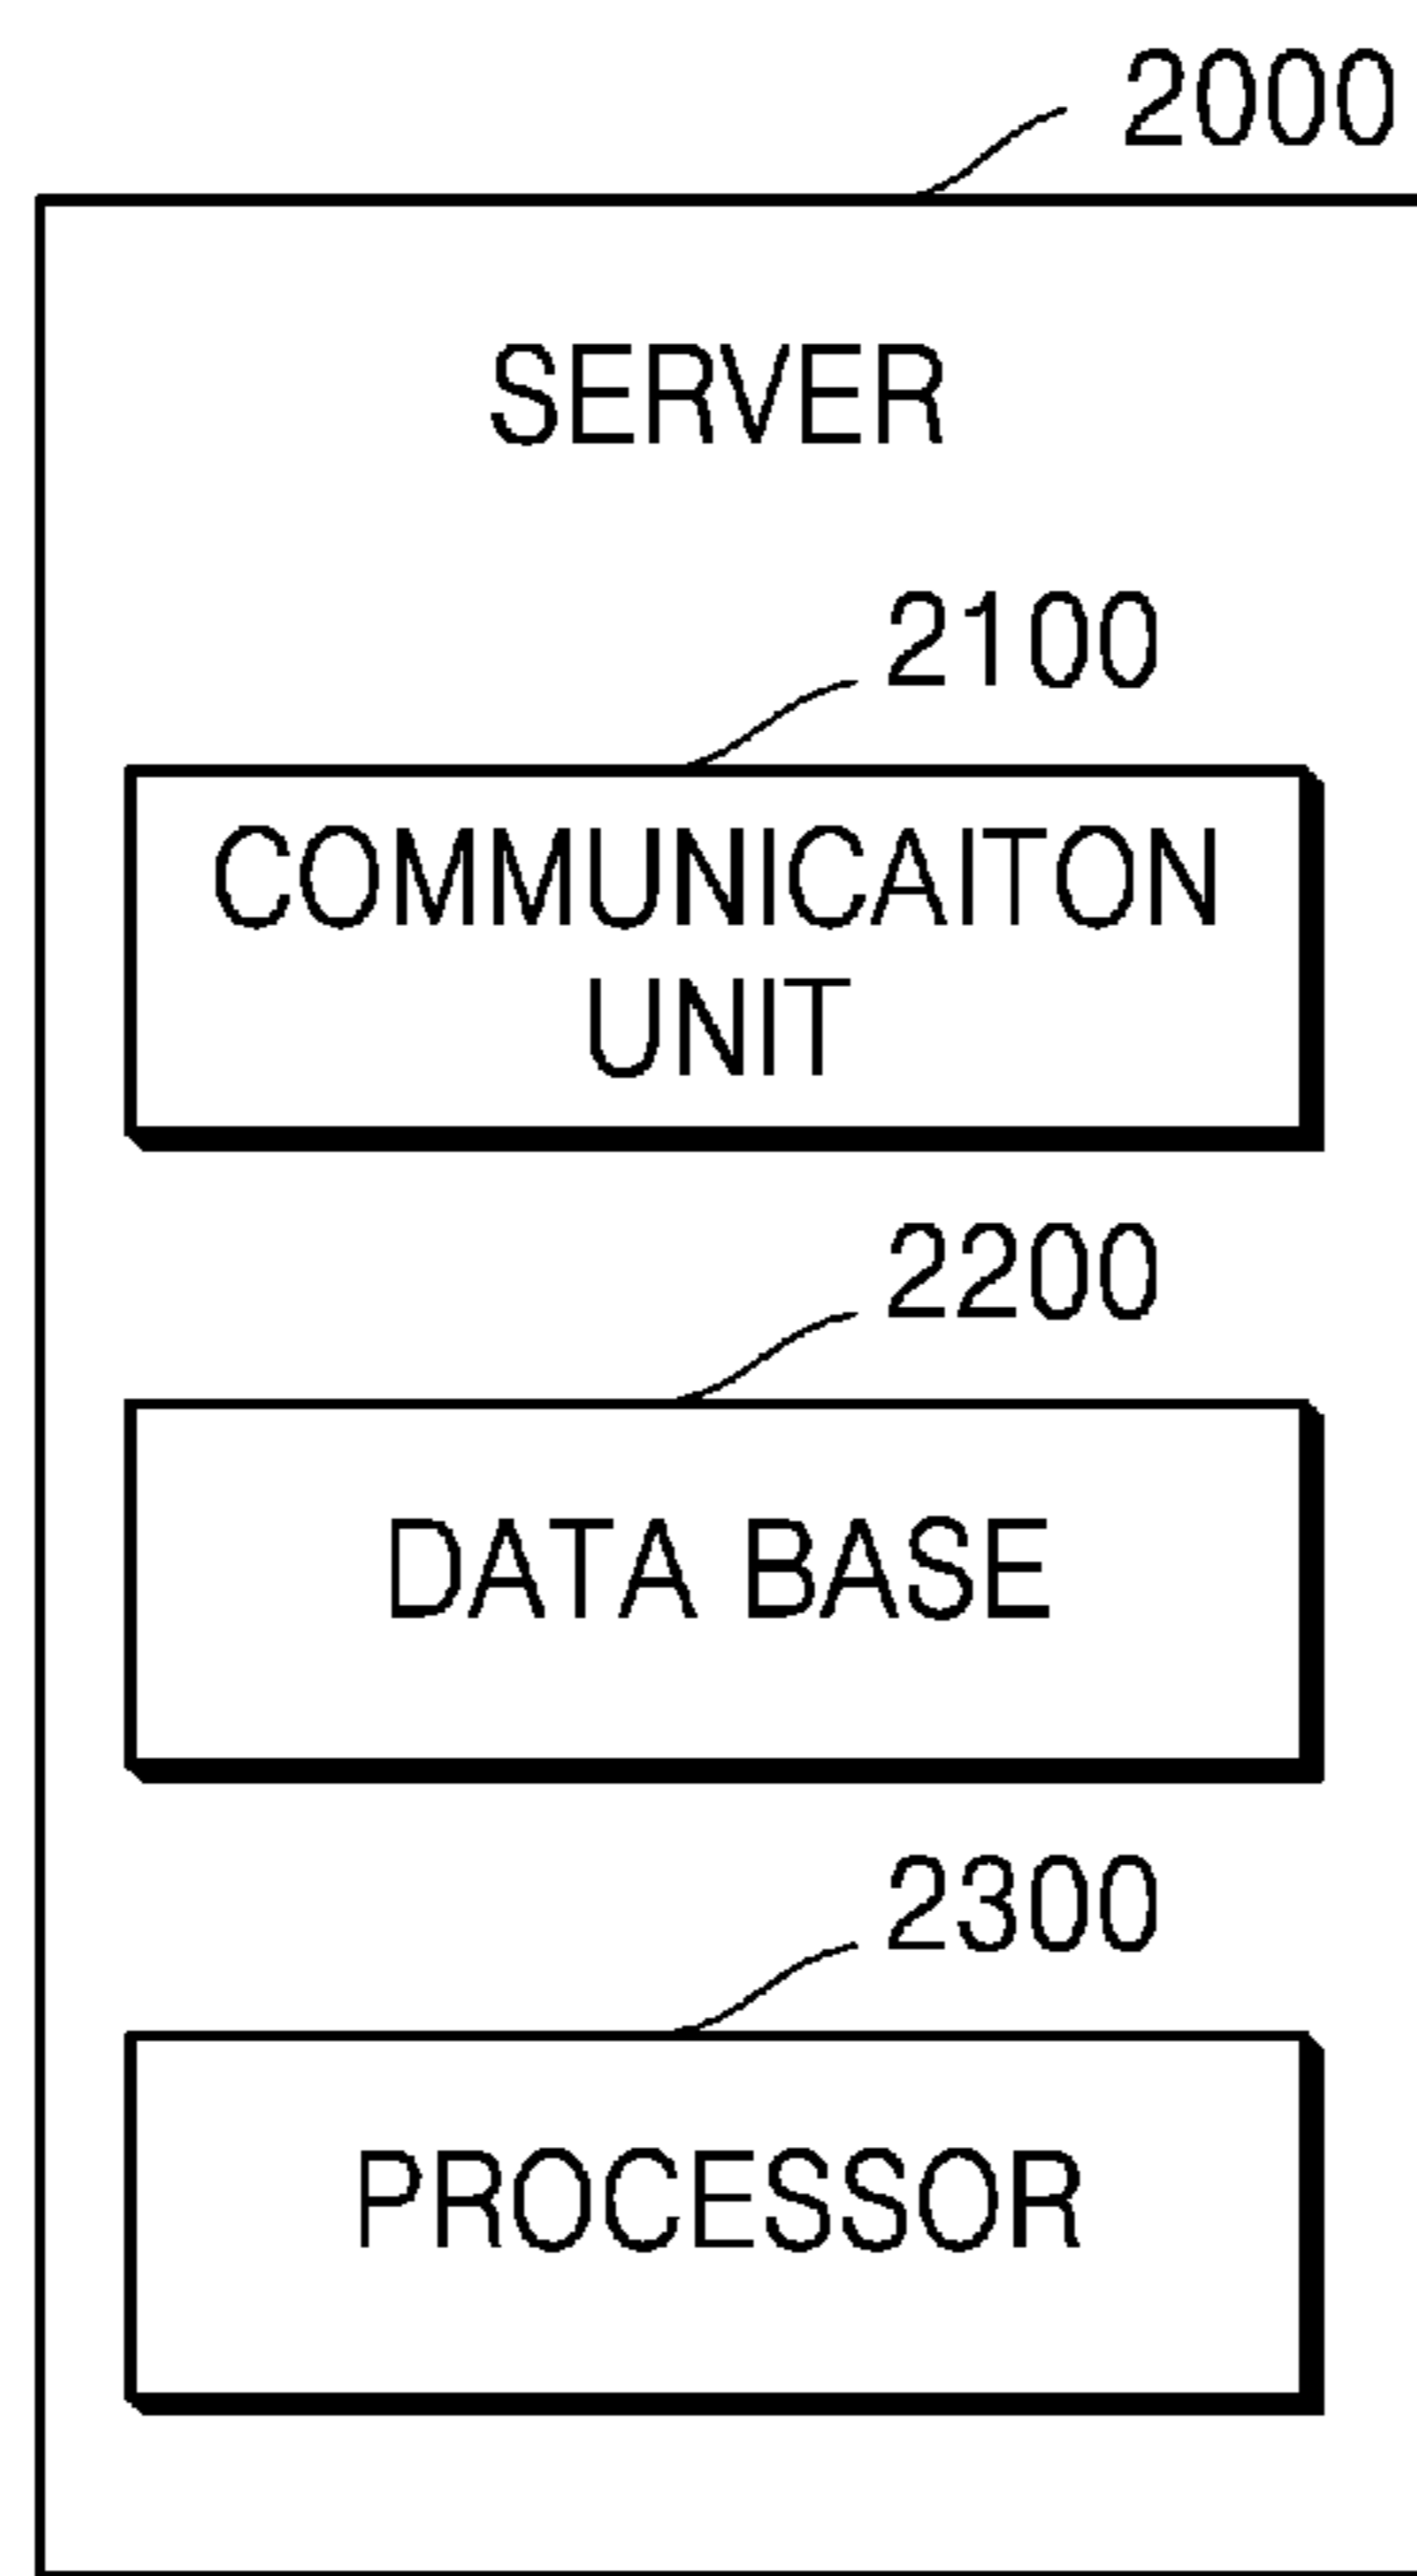 2000
SERVER
2100
COMMUNICAITON
UNIT
2200
DATA BASE
2300
PROCESSOR